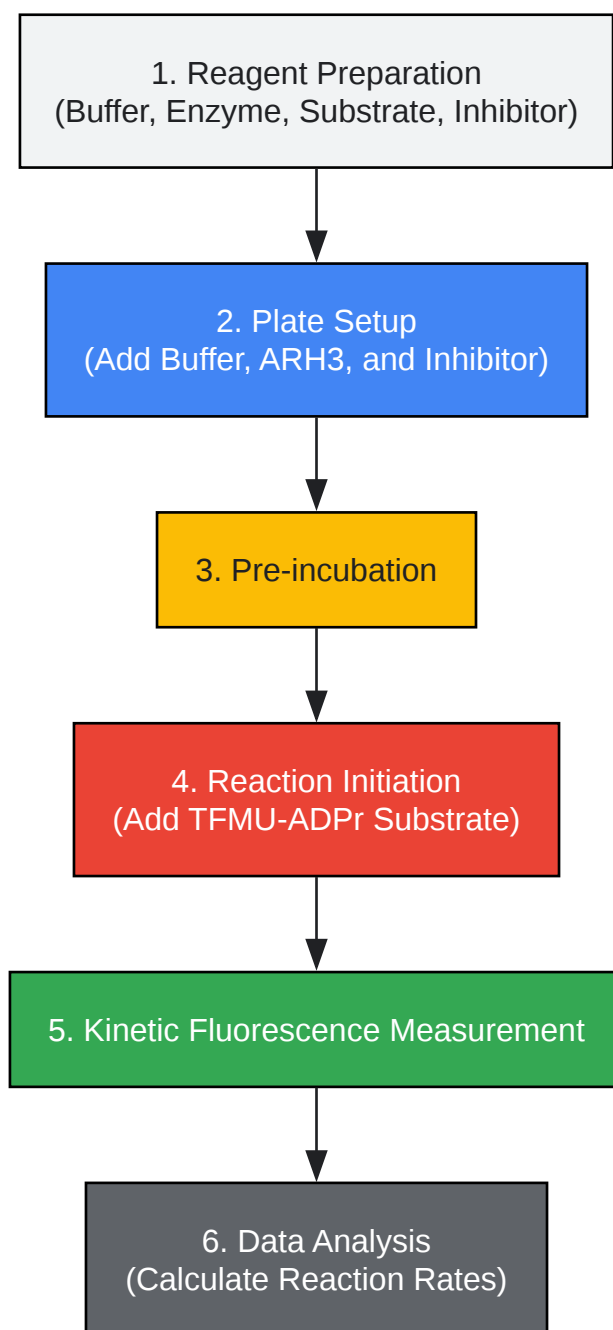 1. Reagent Preparation
(Buffer, Enzyme, Substrate, Inhibitor)
2. Plate Setup
(Add Buffer, ARH3, and Inhibitor)
3. Pre-incubation
4. Reaction Initiation
(Add TFMU-ADPr Substrate)
5. Kinetic Fluorescence Measurement
6. Data Analysis
(Calculate Reaction Rates)